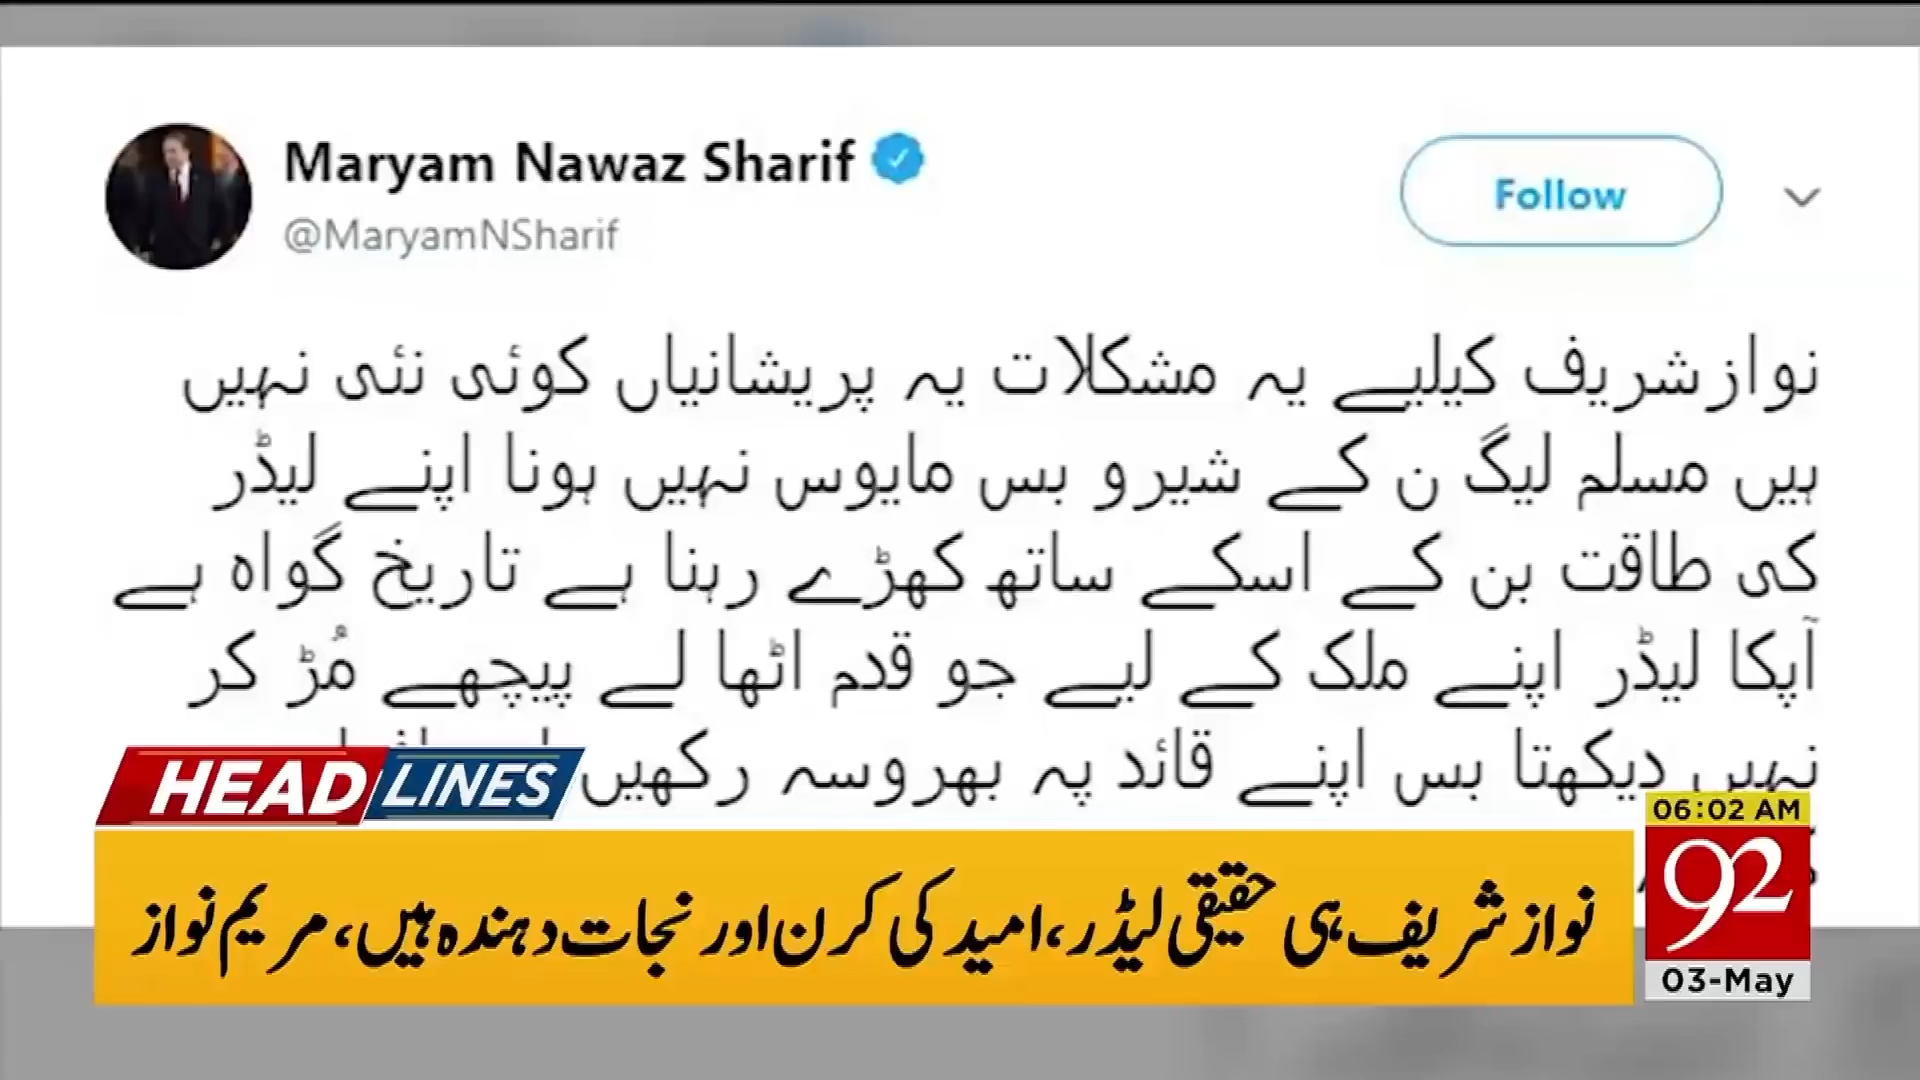 Maryam Nawaz Sharif
@MaryamNSharif
Follow
نوازشریف کیلیے یہ مشکلات یہ پریشانیاں کوئی نئی نہیں
ہیں مسلم لیگ ن کے شیرو بس مایوس نہیں ہونا اپنے لیڈر
کی طاقت بن کے اسکے ساتھ کھڑے رہنا ہے تاریخ گواہ ہے
آپکا لیڈر اپنے ملک کے لیے جو قدم اٹھا لے پیچھے مُڑ کر
نہیں دیکھتا بس اپنے قائد پہ بھروسہ رکھیں
HEADLINES
نواز شریف ہی حقیقی لیڈر، امید کی کرن اور نجات دہندہ ہیں، مریم نواز
06:02 AM
92
03-May